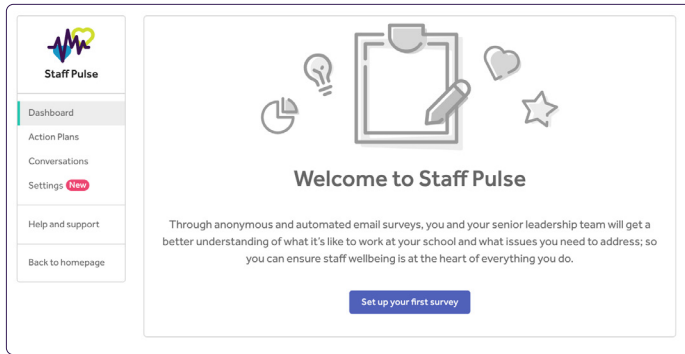 Staff Pulse
Dashboard
Action Plans
Conversations
Settings New
Help and support
Back to homepage
Welcome to Staff Pulse
Through anonymous and automated email surveys, you and your senior leadership team will get a
better understanding of what it's like to work at your school and what issues you need to address; so
you can ensure staff wellbeing is at the heart of everything you do.
Set up your first survey